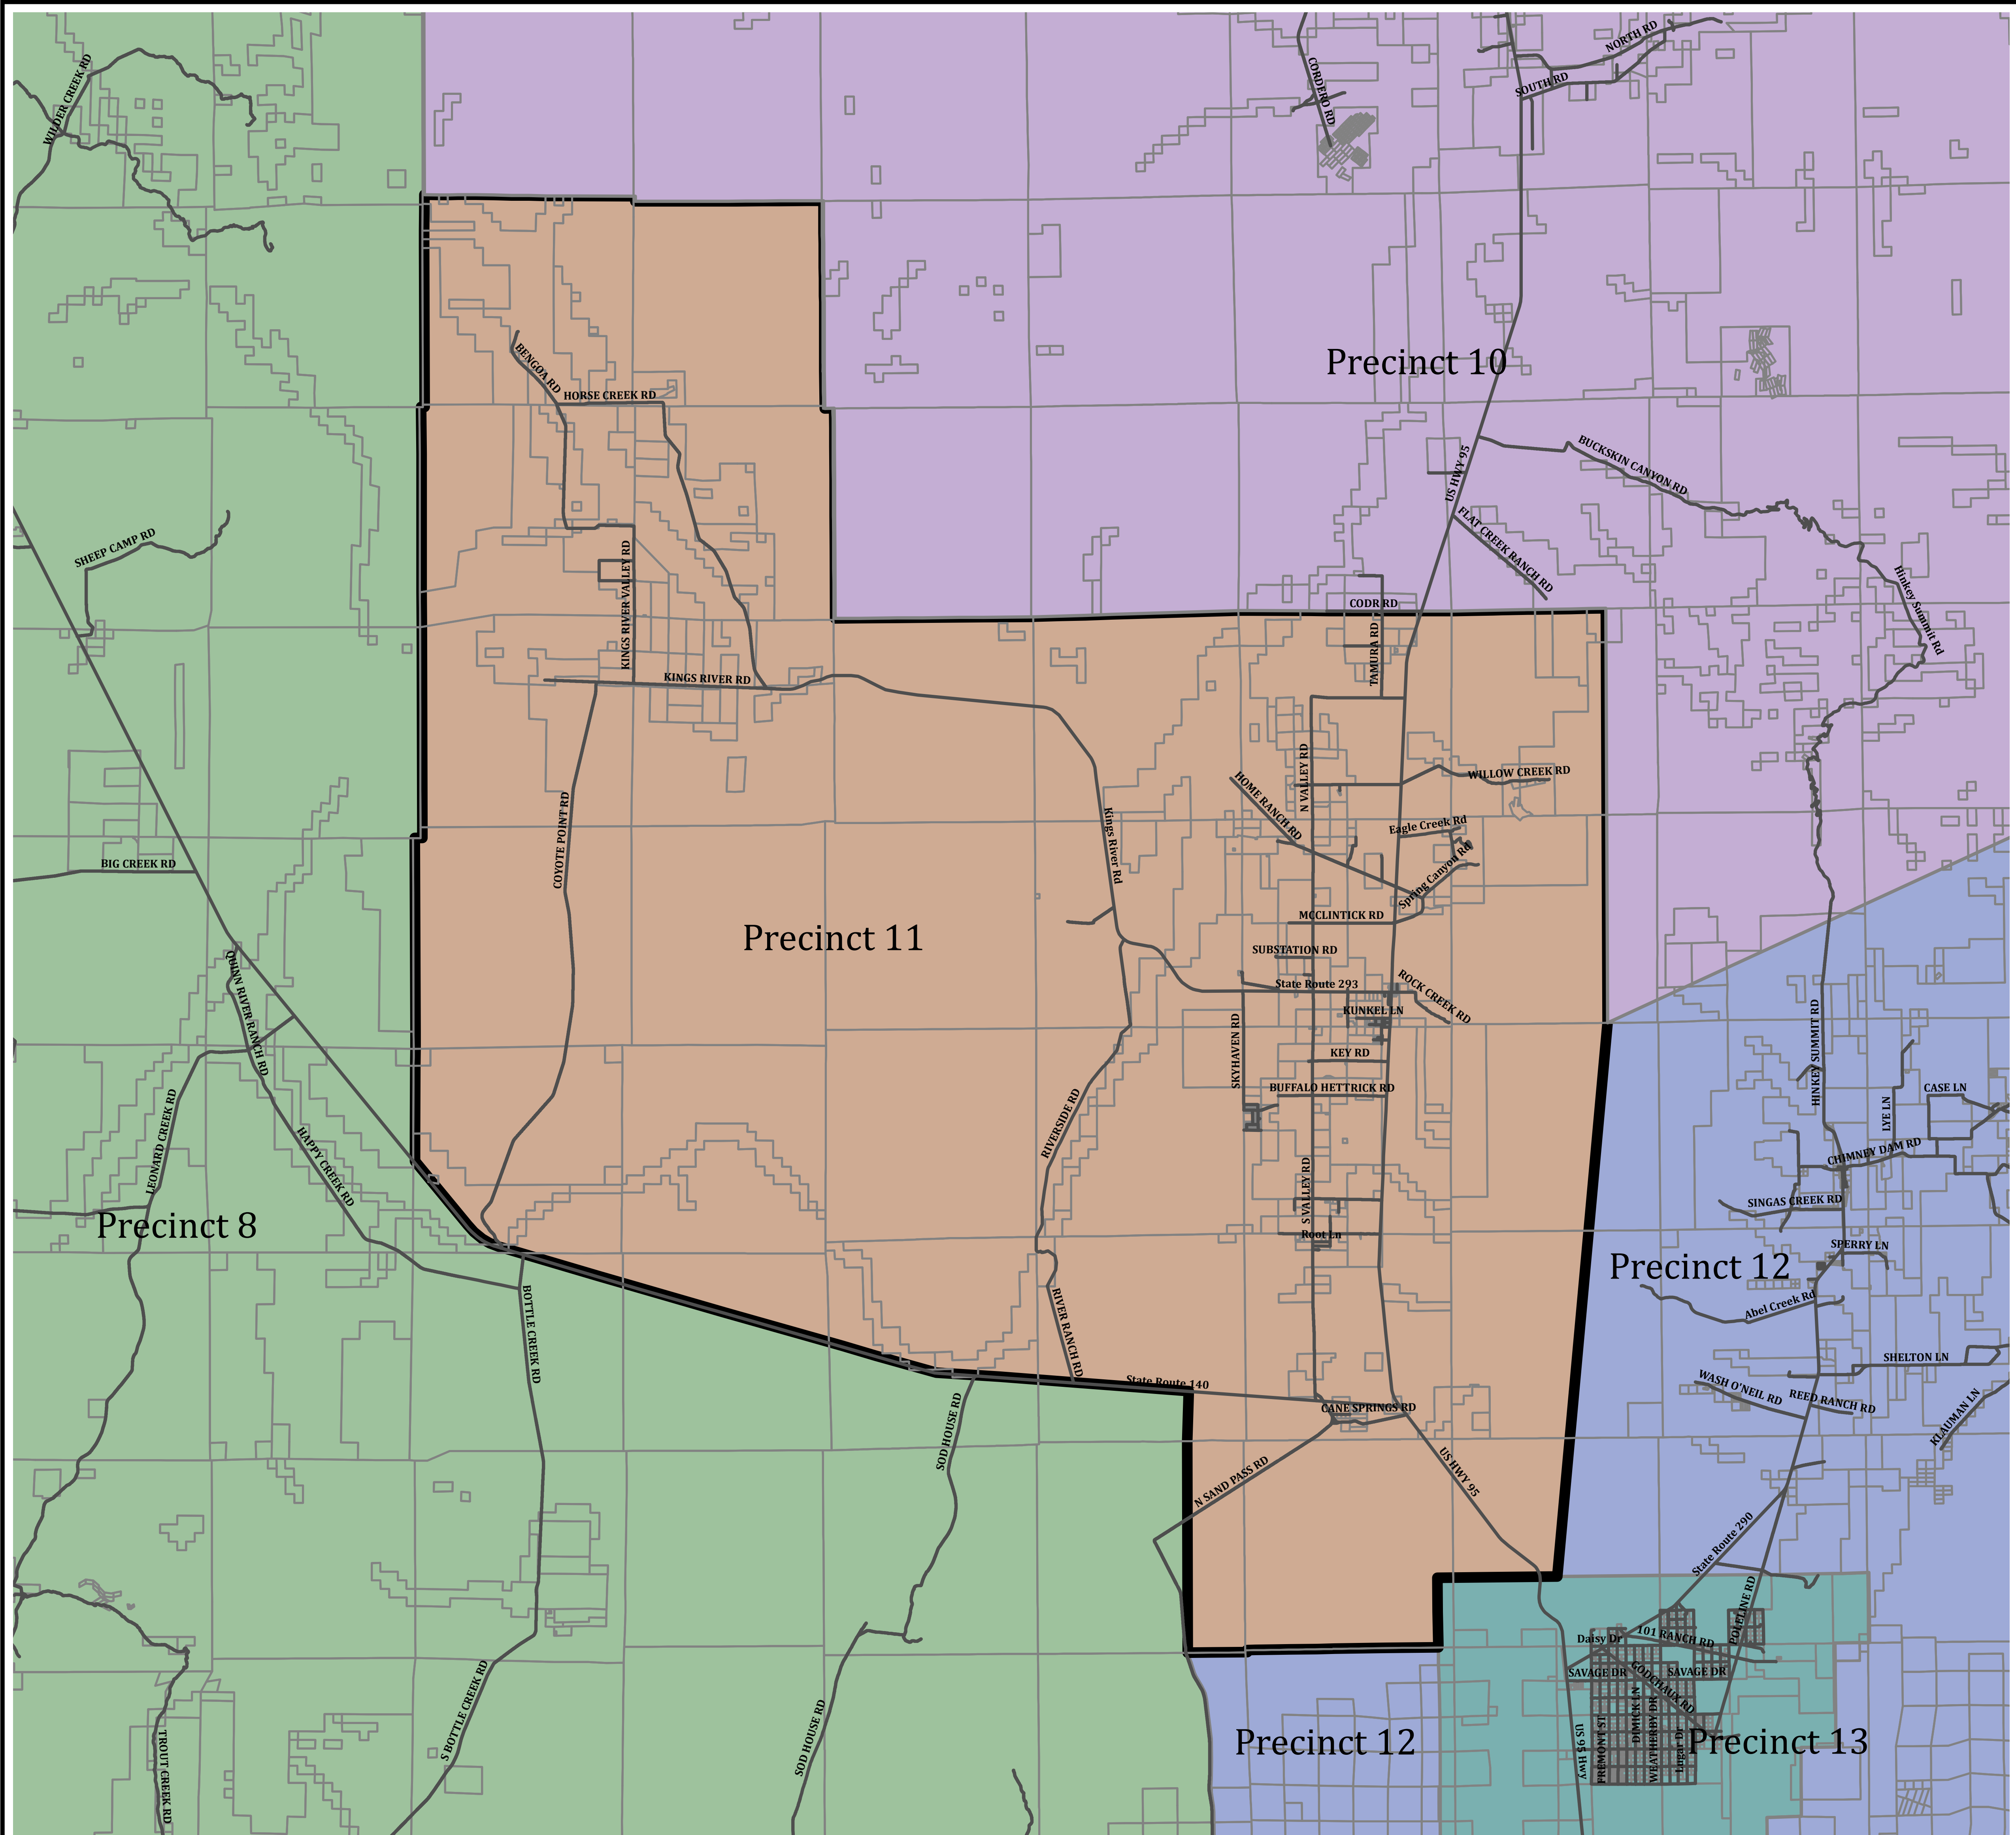 NORTH RD
WILDER CREEK RD
CORDERO RD
SOUTH RD
Precinct 10
BENGOA RD
HORSE CREEK RD
US HWY 95
BUCKSKIN CANYON RD
SHEEP CAMP RD
FLAT CREEK RANCH RD
KINGS RIVER VALLEY RD
CODR RD
Hinkey Summit Rd
TAMURA RD
KINGS RIVER RD
N VALLEY RD
WILLOW CREEK RD
HOME RANCH RD
COYOTE POINT RD
Kings River Rd
Eagle Creek Rd
BIG CREEK RD
Spring Canyon Rd
MCCLINTICK RD
Precinct 11
SUBSTATION RD
QUINN RIVER RANCH RD
State Route 293
ROCK CREEK RD
KUNKEL LN
SKYHAVEN RD
KEY RD
HINKEY SUMMIT RD
BUFFALO HETTRICK RD
CASE LN
LYE LN
RIVERSIDE RD
LEONARD CREEK RD
HAPPY CREEK RD
CHIMNEY DAM RD
S VALLEY RD
SINGAS CREEK RD
Precinct 8
Root Ln
SPERRY LN
Precinct 12
BOTTLE CREEK RD
RIVER RANCH RD
Abel Creek Rd
SHELTON LN
State Route 140
WASH O'NEIL RD
REED RANCH RD
CANE SPRINGS RD
KLAUMAN LN
SOD HOUSE RD
US HWY 95
N SAND PASS RD
State Route 290
POLELINE RD
101 RANCH RD
Daisy Dr
SAVAGE DR
SAVAGE DR
GODCHAUX RD
S BOTTLE CREEK RD
SOD HOUSE RD
TROUT CREEK RD
Precinct 12
US 95 Hwy
FREMONT ST
DIMICK LN
WEATHERBY DR
Logan Dr
Precinct 13